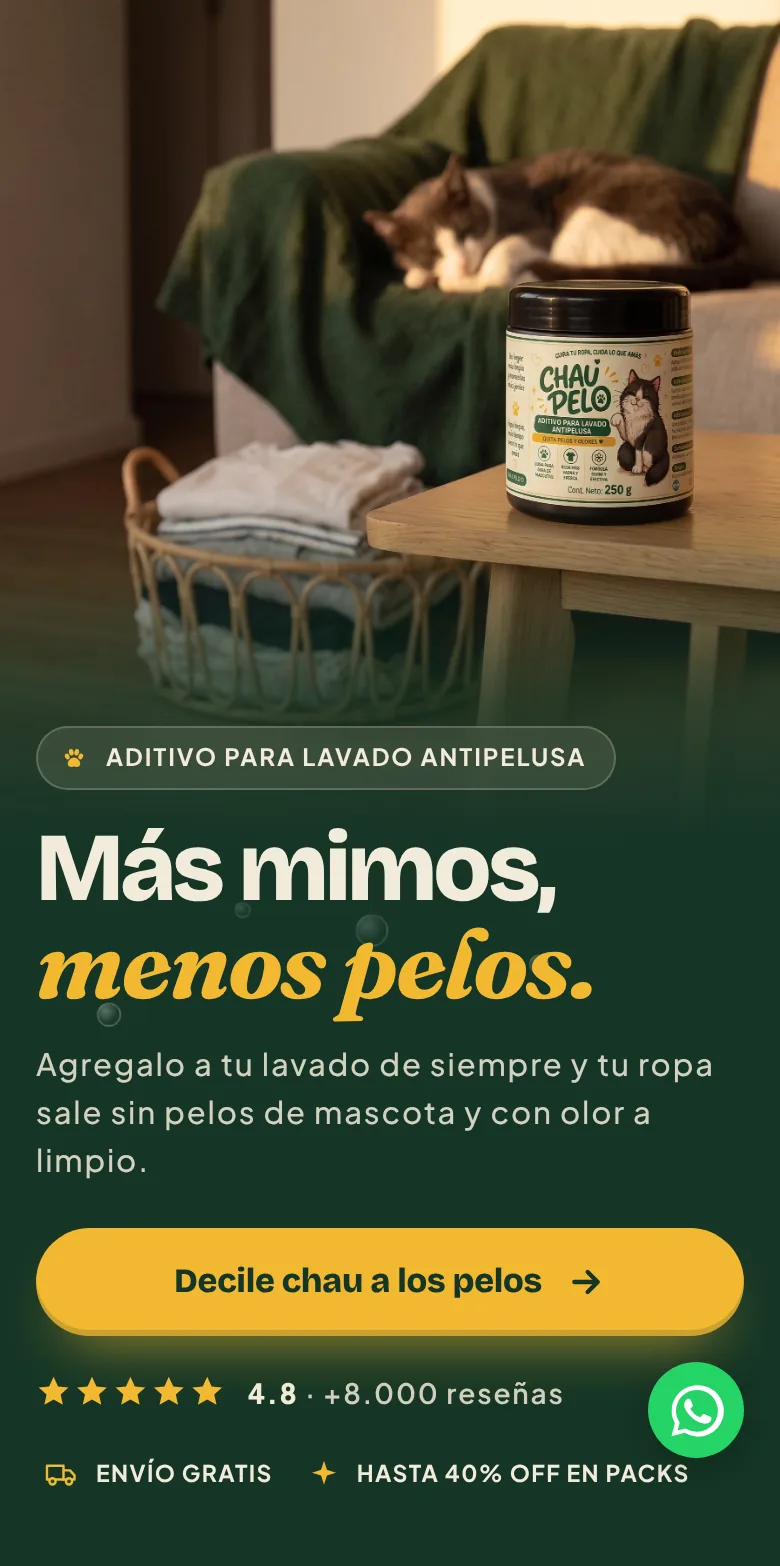 CUIDA TU ROPA, CUIDA LO QUE AMÁS
CHAU
PELO
ADITIVO PARA LAVADO
ANTIPELUSA
QUITA PELOS Y OLORES
Cont. Neto: 250 g
ADITIVO PARA LAVADO ANTIPELUSA
Más mimos,
menos pelos.
Agregalo a tu lavado de siempre y tu ropa
sale sin pelos de mascota y con olor a
limpio.
Decile chau a los pelos →
★★★★★ 4.8 · +8.000 reseñas
ENVÍO GRATIS HASTA 40% OFF EN PACKS